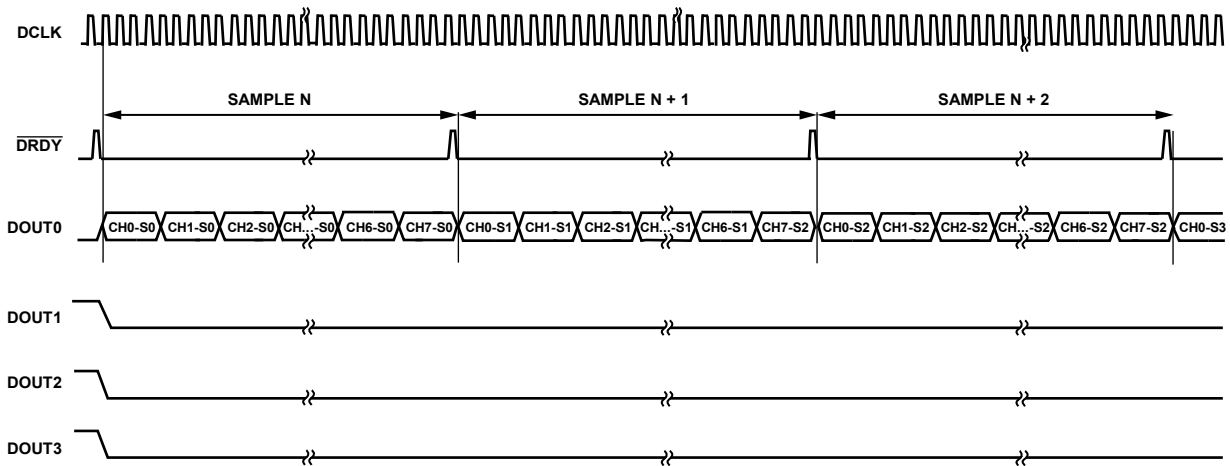 DCLK
SAMPLE N SAMPLE N + 1 SAMPLE N + 2
DRDY
DOUT0 CH0-S0 CH1-S0 CH2-S0 CH...-S0 CH6-S0 CH7-S0 CH0-S1 CH1-S1 CH2-S1 CH...-S1 CH6-S1 CH7-S2 CH0-S2 CH1-S2 CH2-S2 CH...-S2 CH6-S2 CH7-S2 CH0-S3
DOUT1
DOUT2
DOUT3